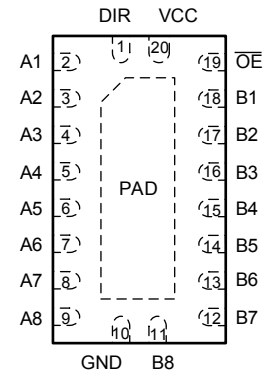 DIR VCC
1 20
A1 2 19 OE
A2 3 18 B1
A3 4 17 B2
A4 5 16 B3
PAD
A5 6 15 B4
A6 7 14 B5
A7 8 13 B6
A8 9 12 B7
10 11
GND B8